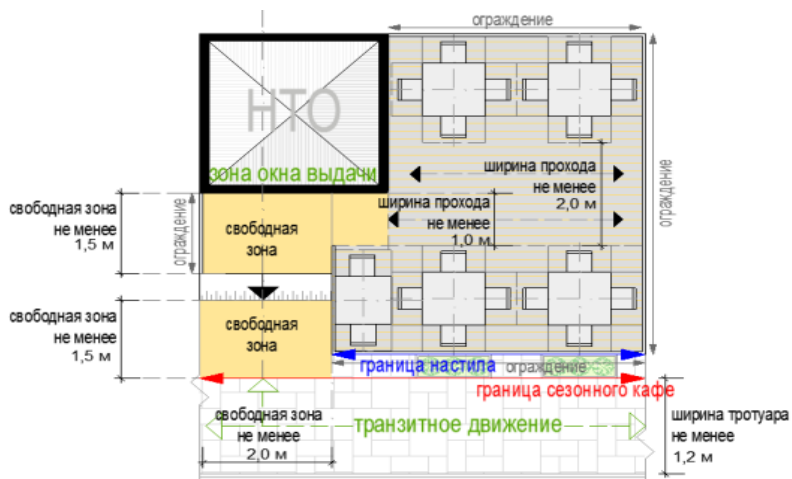 ограждение
НТО
зона окна выдачи
ширина прохода
не менее
2,0 м
ограждение
свободная зона
не менее
1,5 м
ограждение
свободная
зона
ширина прохода
не менее
1,0 м
свободная зона
не менее
1,5 м
свободная
зона
граница настила
ограждение
граница сезонного кафе
свободная зона
не менее
2,0 м
транзитное движение
ширина тротуара
не менее
1,2 м